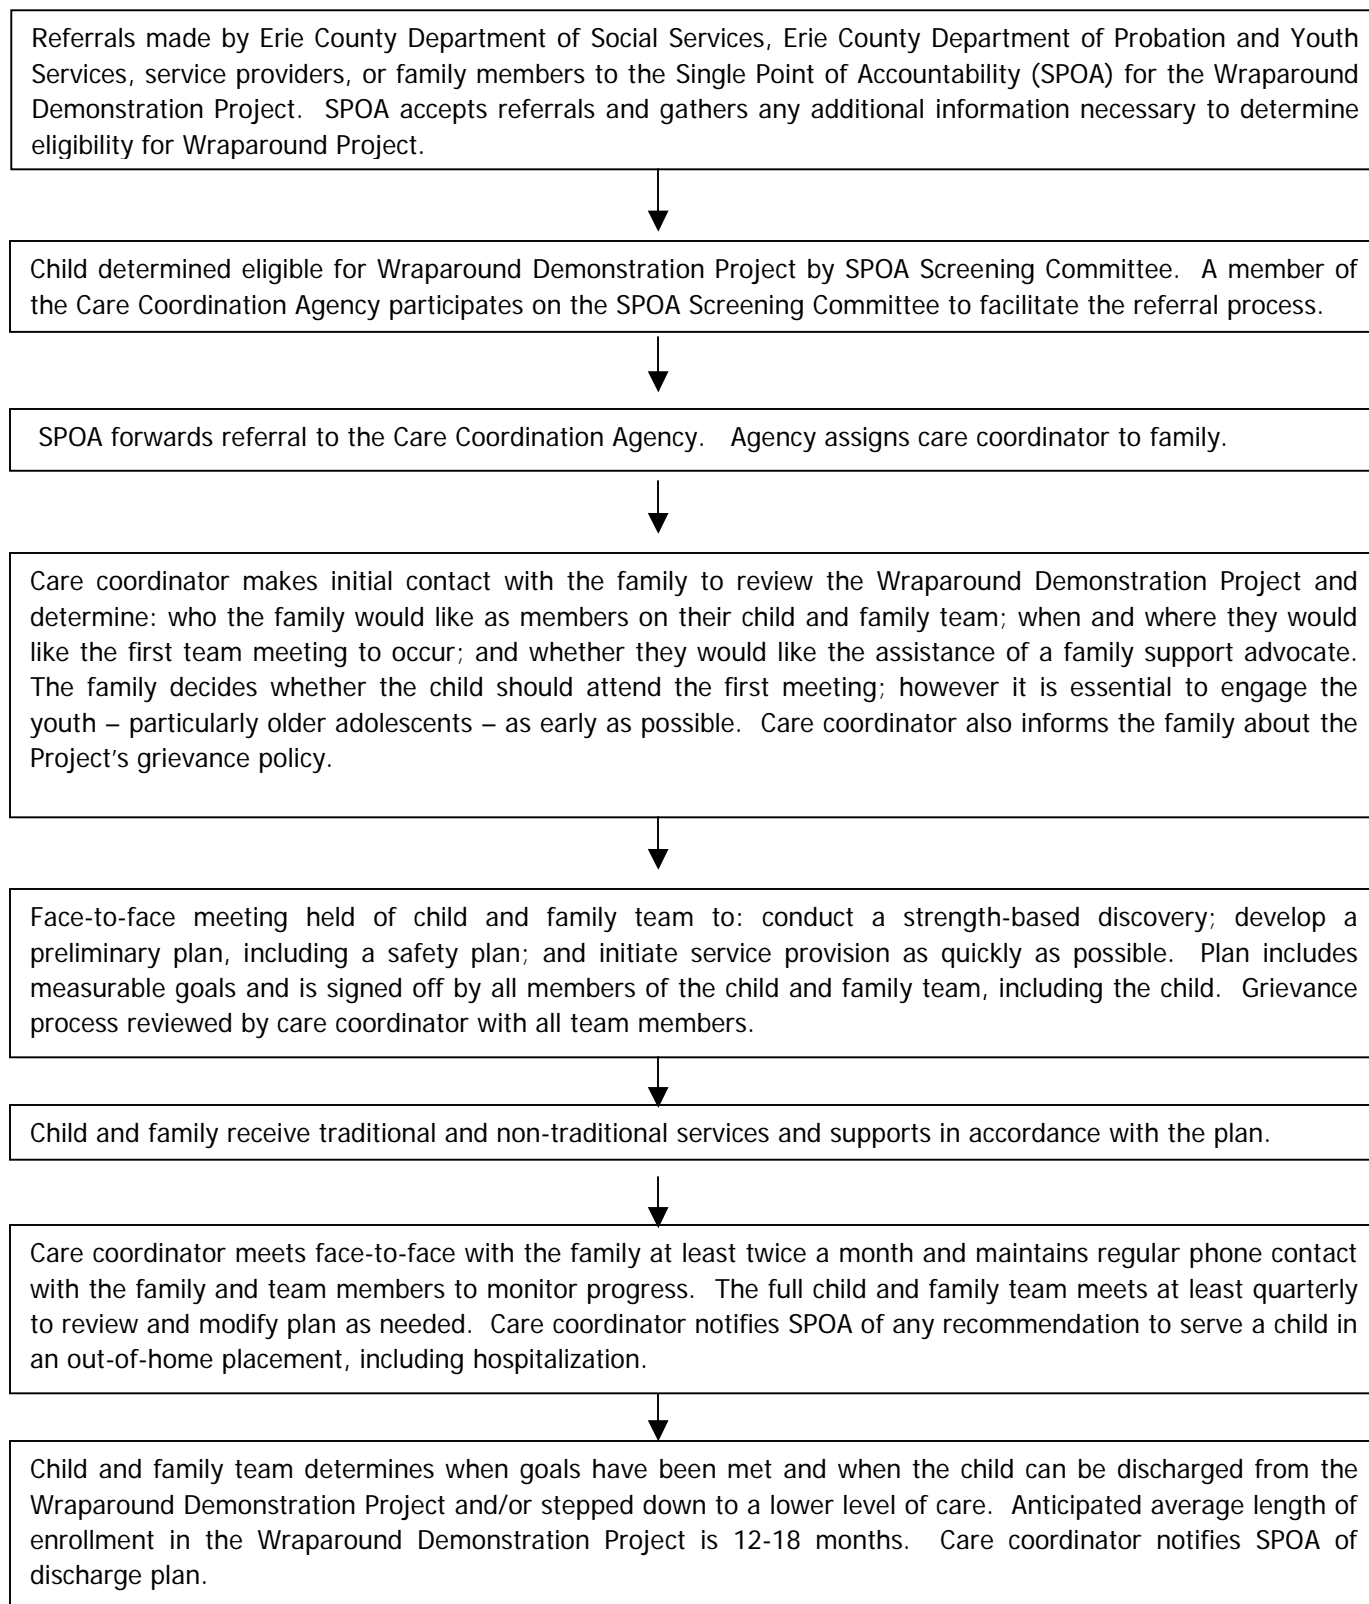 Referrals made by Erie County Department of Social Services, Erie County Department of Probation and Youth
Services, service providers, or family members to the Single Point of Accountability (SPOA) for the Wraparound
Demonstration Project. SPOA accepts referrals and gathers any additional information necessary to determine
eligibility for Wraparound Project.
Child determined eligible for Wraparound Demonstration Project by SPOA Screening Committee. A member of
the Care Coordination Agency participates on the SPOA Screening Committee to facilitate the referral process.
SPOA forwards referral to the Care Coordination Agency. Agency assigns care coordinator to family.
Care coordinator makes initial contact with the family to review the Wraparound Demonstration Project and
determine: who the family would like as members on their child and family team; when and where they would
like the first team meeting to occur; and whether they would like the assistance of a family support advocate.
The family decides whether the child should attend the first meeting; however it is essential to engage the
youth – particularly older adolescents – as early as possible. Care coordinator also informs the family about the
Project's grievance policy.
Face-to-face meeting held of child and family team to: conduct a strength-based discovery; develop a
preliminary plan, including a safety plan; and initiate service provision as quickly as possible. Plan includes
measurable goals and is signed off by all members of the child and family team, including the child. Grievance
process reviewed by care coordinator with all team members.
Child and family receive traditional and non-traditional services and supports in accordance with the plan.
Care coordinator meets face-to-face with the family at least twice a month and maintains regular phone contact
with the family and team members to monitor progress. The full child and family team meets at least quarterly
to review and modify plan as needed. Care coordinator notifies SPOA of any recommendation to serve a child in
an out-of-home placement, including hospitalization.
Child and family team determines when goals have been met and when the child can be discharged from the
Wraparound Demonstration Project and/or stepped down to a lower level of care. Anticipated average length of
enrollment in the Wraparound Demonstration Project is 12-18 months. Care coordinator notifies SPOA of
discharge plan.